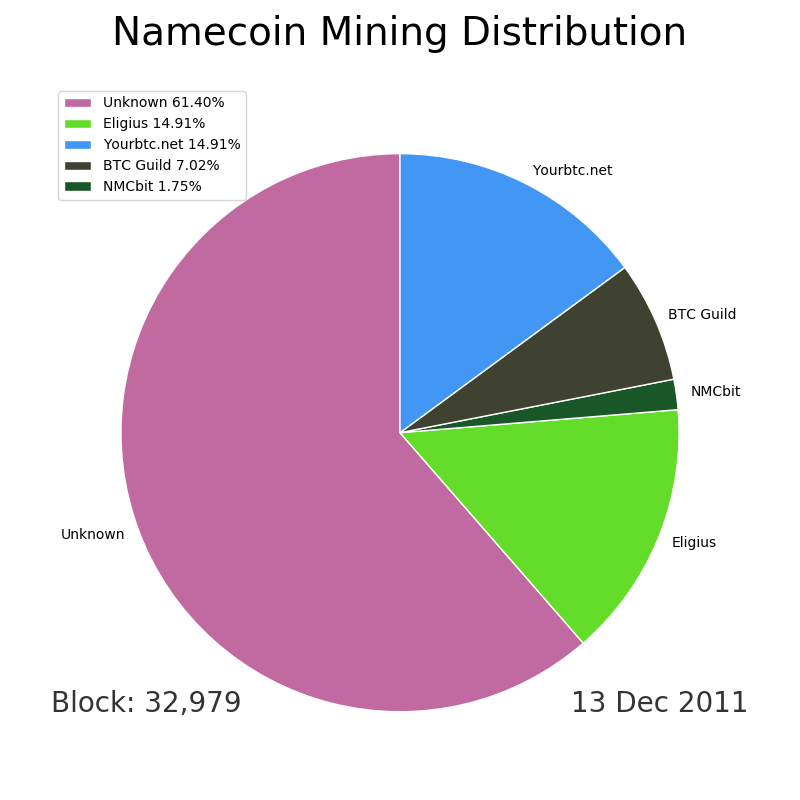 Namecoin Mining Distribution
Unknown 61.40%
Eligius 14.91%
Yourbtc.net 14.91%
BTC Guild 7.02%
NMCbit 1.75%
Yourbtc.net
BTC Guild
NMCbit
Unknown
Eligius
Block: 32,979
13 Dec 2011